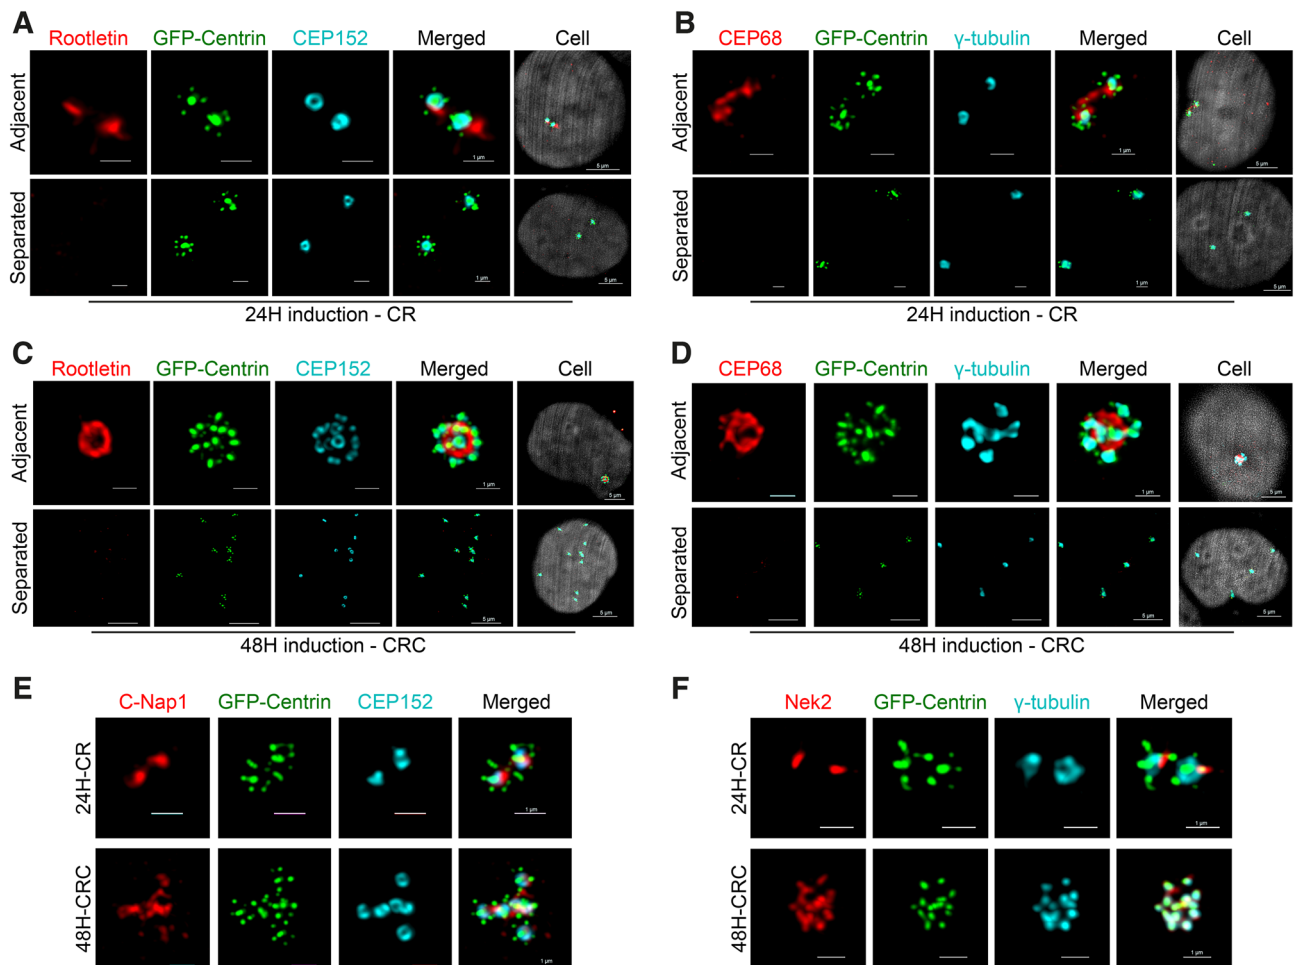 A
Rootletin GFP-Centrin CEP152 Merged Cell
Adjacent
1 µm
5 µm
Separated
1 µm
5 µm
24H induction - CR
B
CEP68 GFP-Centrin γ-tubulin Merged Cell
Adjacent
1 µm
5 µm
Separated
1 µm
5 µm
24H induction - CR
C
Rootletin GFP-Centrin CEP152 Merged Cell
Adjacent
1 µm
5 µm
Separated
5 µm
5 µm
48H induction - CRC
D
CEP68 GFP-Centrin γ-tubulin Merged Cell
Adjacent
1 µm
5 µm
Separated
5 µm
5 µm
48H induction - CRC
E
C-Nap1 GFP-Centrin CEP152 Merged
24H-CR
1 µm
48H-CRC
1 µm
F
Nek2 GFP-Centrin γ-tubulin Merged
24H-CR
1 µm
48H-CRC
1 µm